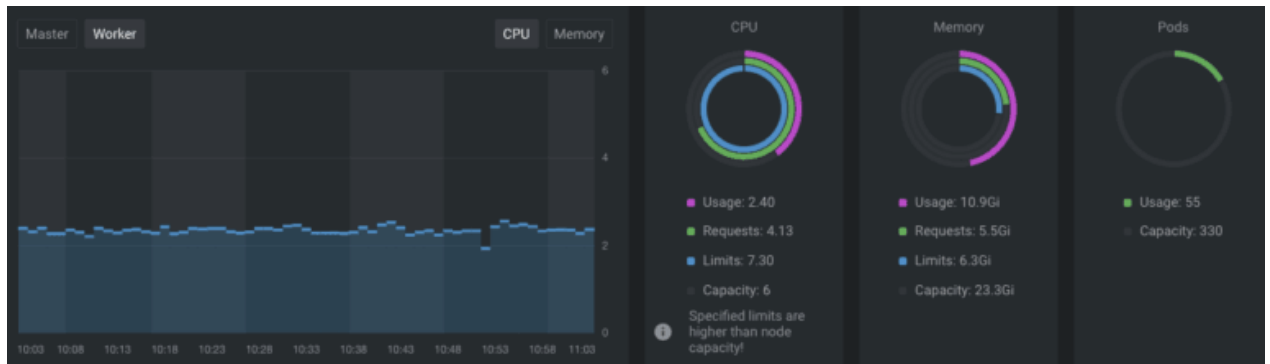 Master Worker CPU Memory
6
4
2
0
10:03 10:08 10:13 10:18 10:23 10:28 10:33 10:38 10:43 10:48 10:53 10:58 11:03
CPU
Usage: 2.40
Requests: 4.13
Limits: 7.30
Capacity: 6
Specified limits are
higher than node
capacity!
Memory
Usage: 10.9Gi
Requests: 5.5Gi
Limits: 6.3Gi
Capacity: 23.3Gi
Pods
Usage: 55
Capacity: 330